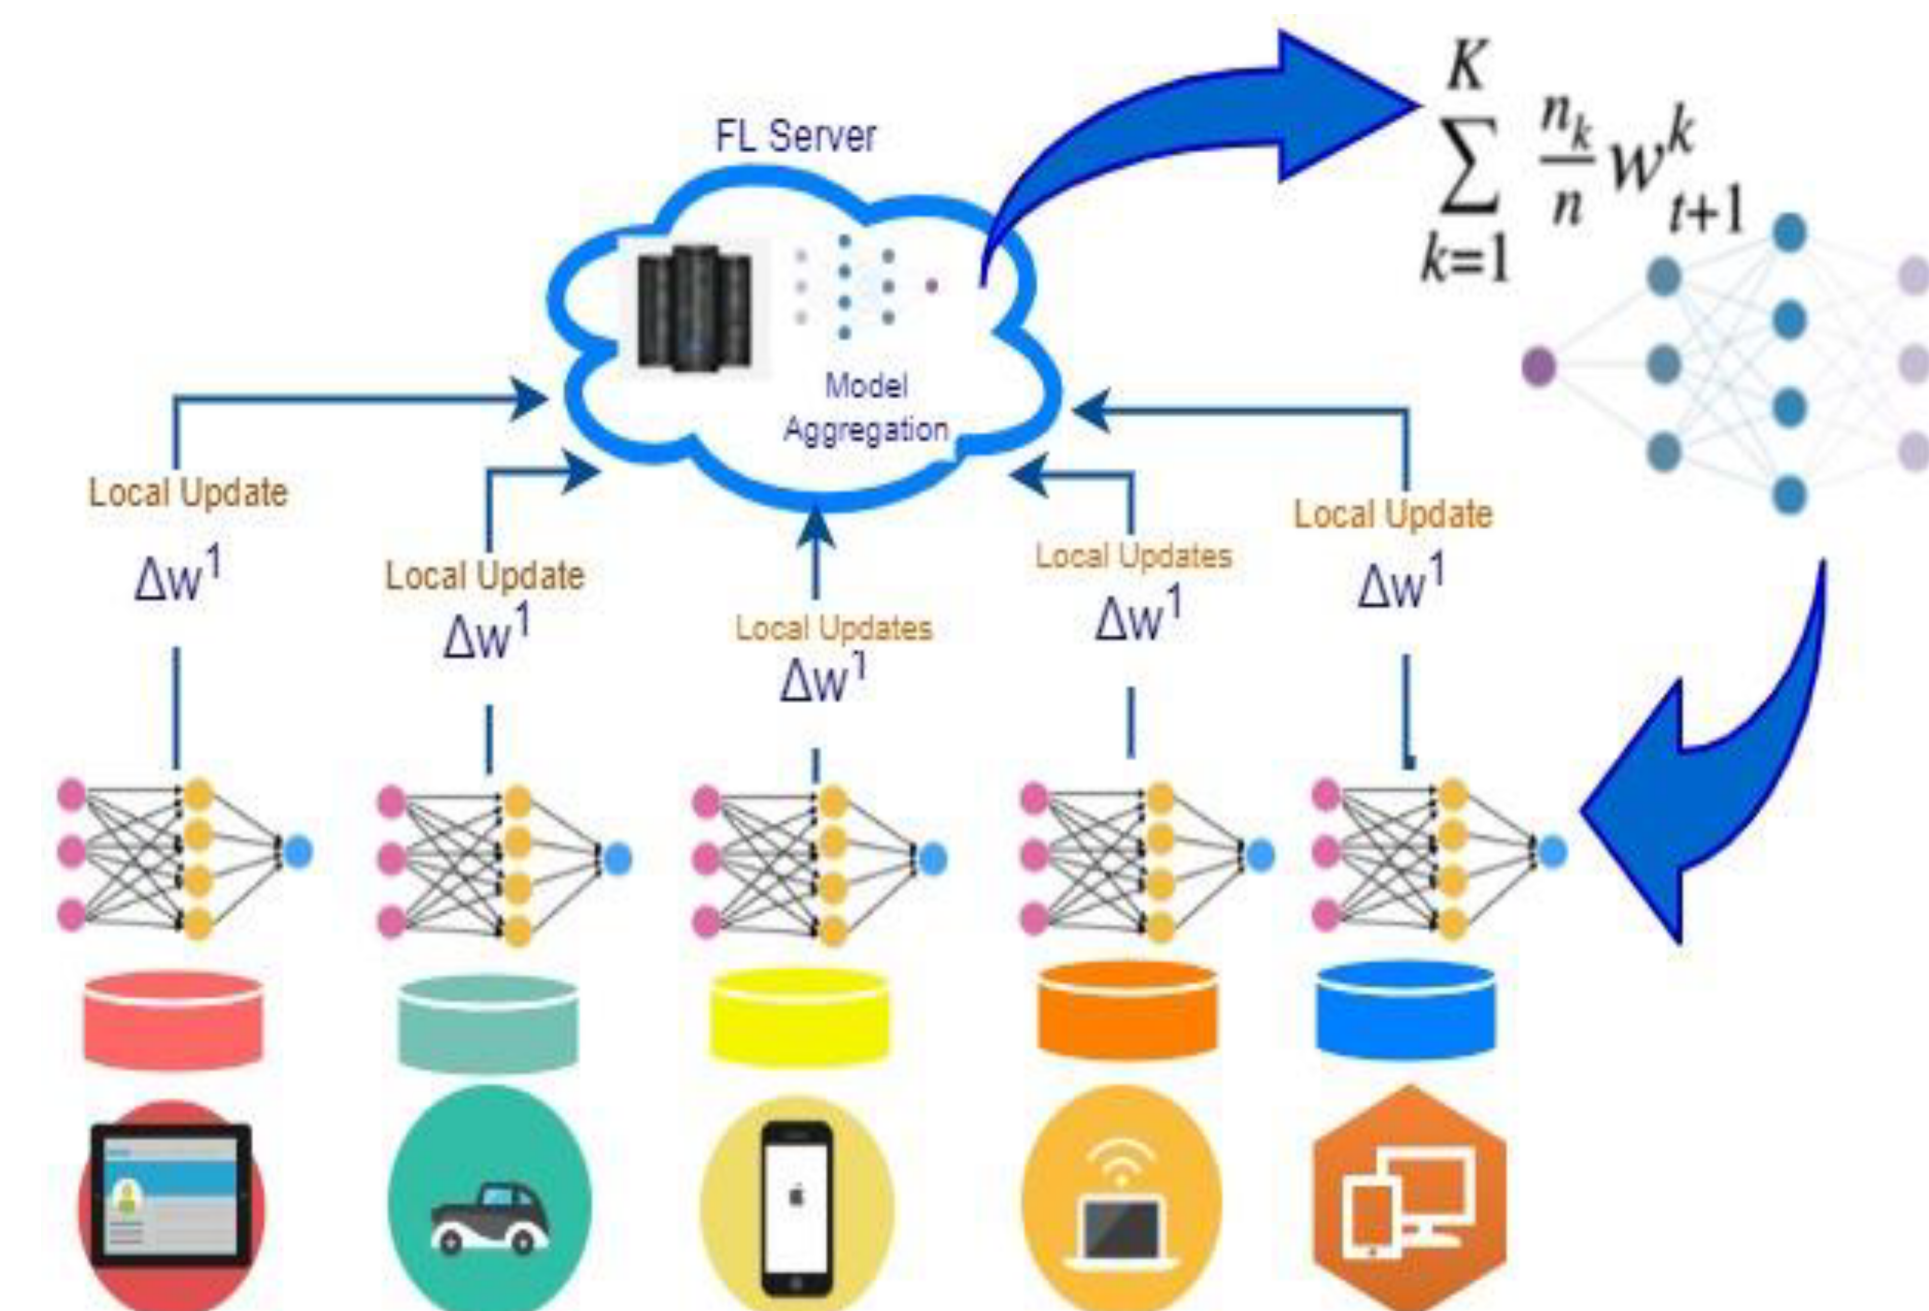 FL Server
K
∑ n_k/n w^k_{t+1}
k=1
Model
Aggregation
Local Update
Δw¹
Local Update
Δw¹
Local Updates
Δw¹
Local Updates
Δw¹
Local Update
Δw¹